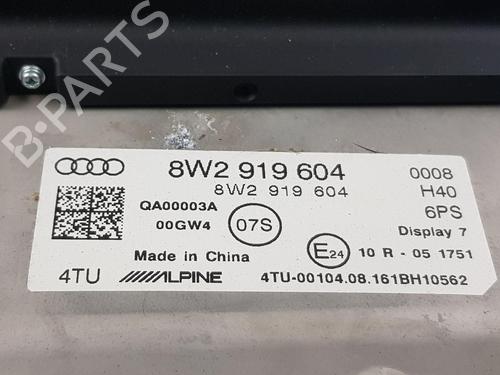 B-PARTS
8W2 919 604
8W2 919 604
0008
H40
6PS
QA00003A
00GW4
07S
Display 7
Made in China
E24
10 R - 05 1751
4TU
ALPINE
4TU-00104.08.161BH10562